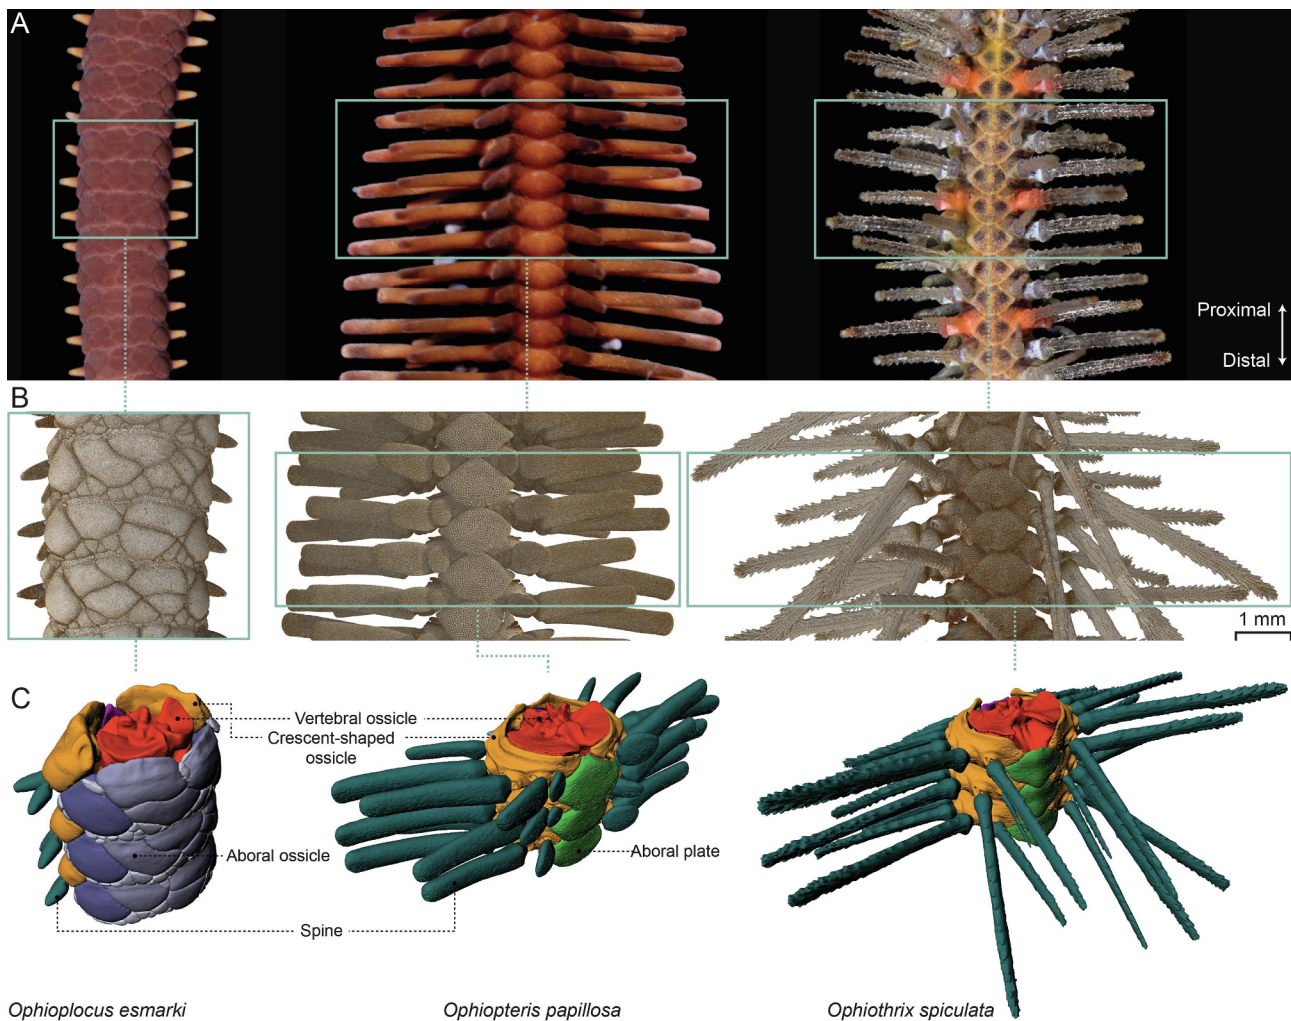 A
Proximal
Distal
B
1 mm
C
Vertebral ossicle
Crescent-shaped
ossicle
Aboral ossicle
Aboral plate
Spine
Ophioplocus esmarki
Ophiopteris papillosa
Ophiothrix spiculata